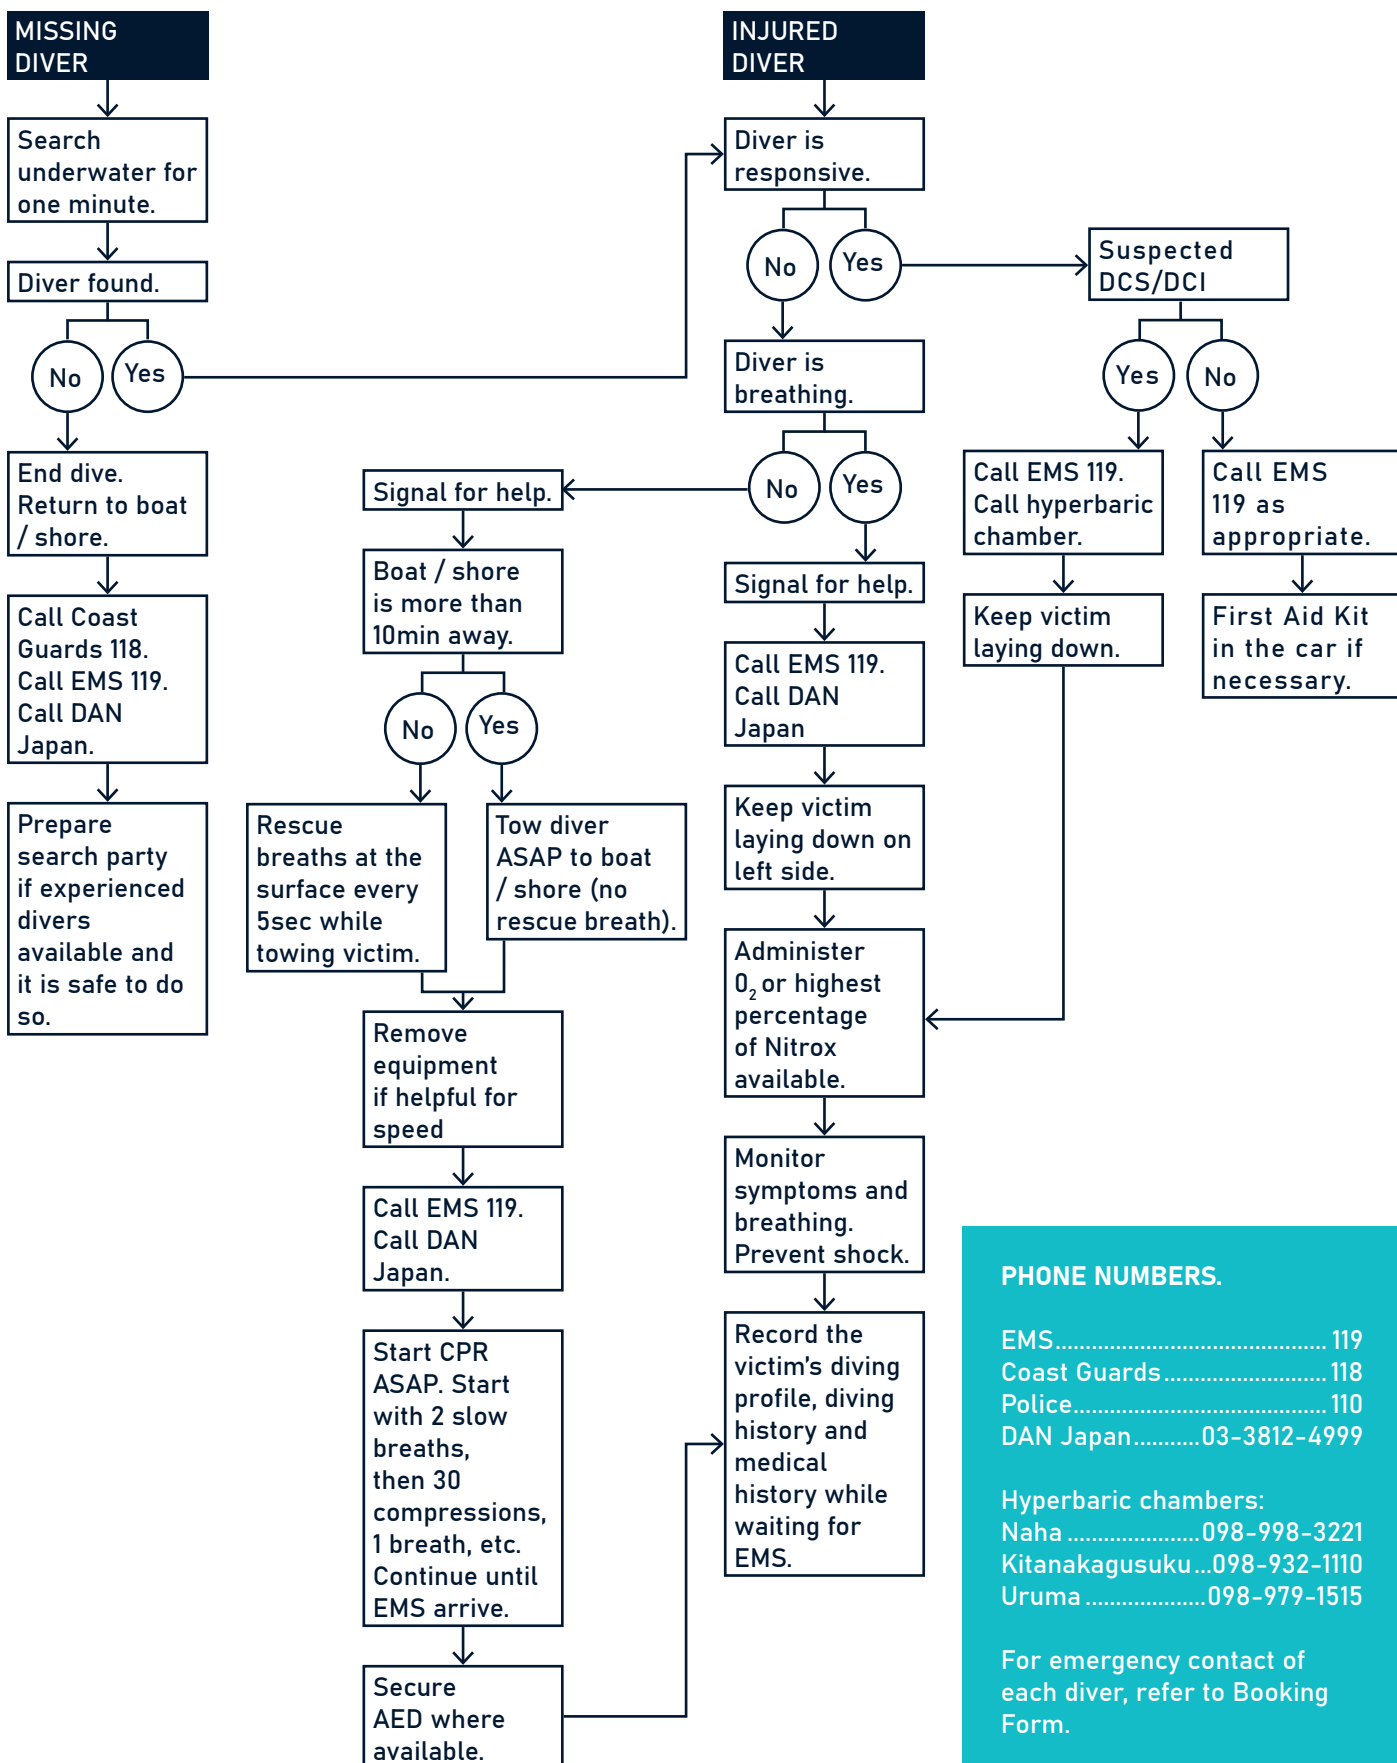 MISSING
DIVER
Search
underwater for
one minute.
Diver found.
No
Yes
End dive.
Return to boat
/ shore.
Call Coast
Guards 118.
Call EMS 119.
Call DAN
Japan.
Prepare
search party
if experienced
divers
available and
it is safe to do
so.
INJURED
DIVER
Diver is
responsive.
No
Yes
Diver is
breathing.
No
Yes
Signal for help.
Boat / shore
is more than
10min away.
No
Yes
Rescue
breaths at the
surface every
5sec while
towing victim.
Tow diver
ASAP to boat
/ shore (no
rescue breath).
Remove
equipment
if helpful for
speed
Call EMS 119.
Call DAN
Japan.
Start CPR
ASAP. Start
with 2 slow
breaths,
then 30
compressions,
1 breath, etc.
Continue until
EMS arrive.
Secure
AED where
available.
Signal for help.
Call EMS 119.
Call DAN
Japan
Keep victim
laying down on
left side.
Administer
O₂ or highest
percentage
of Nitrox
available.
Monitor
symptoms and
breathing.
Prevent shock.
Record the
victim's diving
profile, diving
history and
medical
history while
waiting for
EMS.
Suspected
DCS/DCI
Yes
No
Call EMS 119.
Call hyperbaric
chamber.
Keep victim
laying down.
Call EMS
119 as
appropriate.
First Aid Kit
in the car if
necessary.
PHONE NUMBERS.
EMS............................................. 119
Coast Guards........................... 118
Police.......................................... 110
DAN Japan...........03-3812-4999
Hyperbaric chambers:
Naha ......................098-998-3221
Kitanakagusuku...098-932-1110
Uruma ....................098-979-1515
For emergency contact of
each diver, refer to Booking
Form.